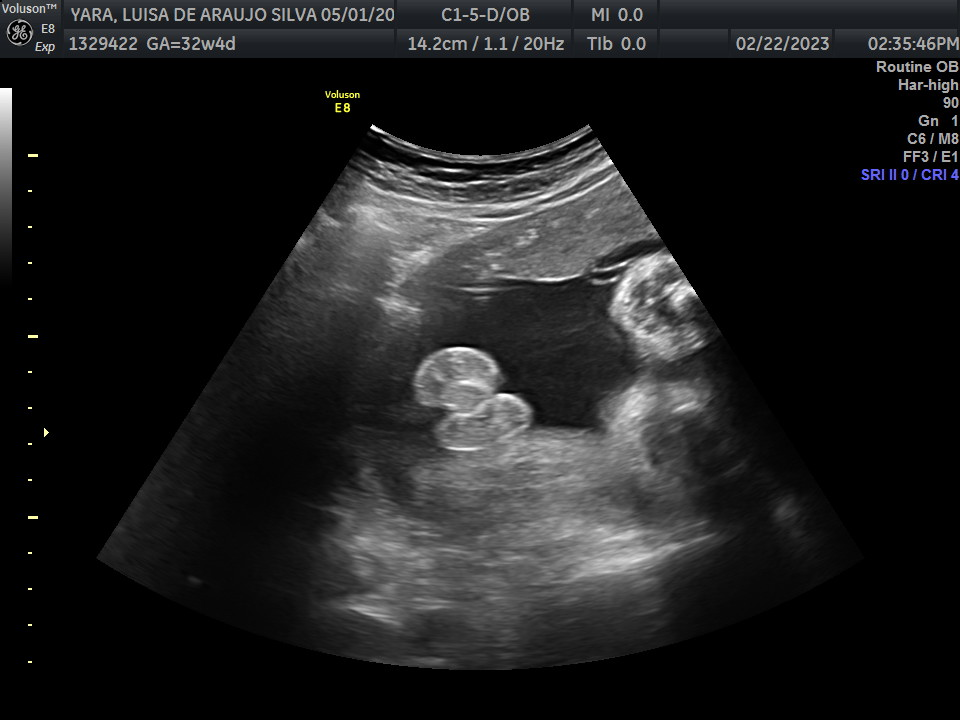 Voluson™
E8
Exp
YARA, LUISA DE ARAUJO SILVA 05/01/20
1329422 GA=32w4d
C1-5-D/OB
14.2cm / 1.1 / 20Hz
MI 0.0
TIb 0.0
02/22/2023
02:35:46PM
Routine OB
Har-high
90
Gn 1
C6 / M8
FF3 / E1
SRI II 0 / CRI 4
Voluson
E8